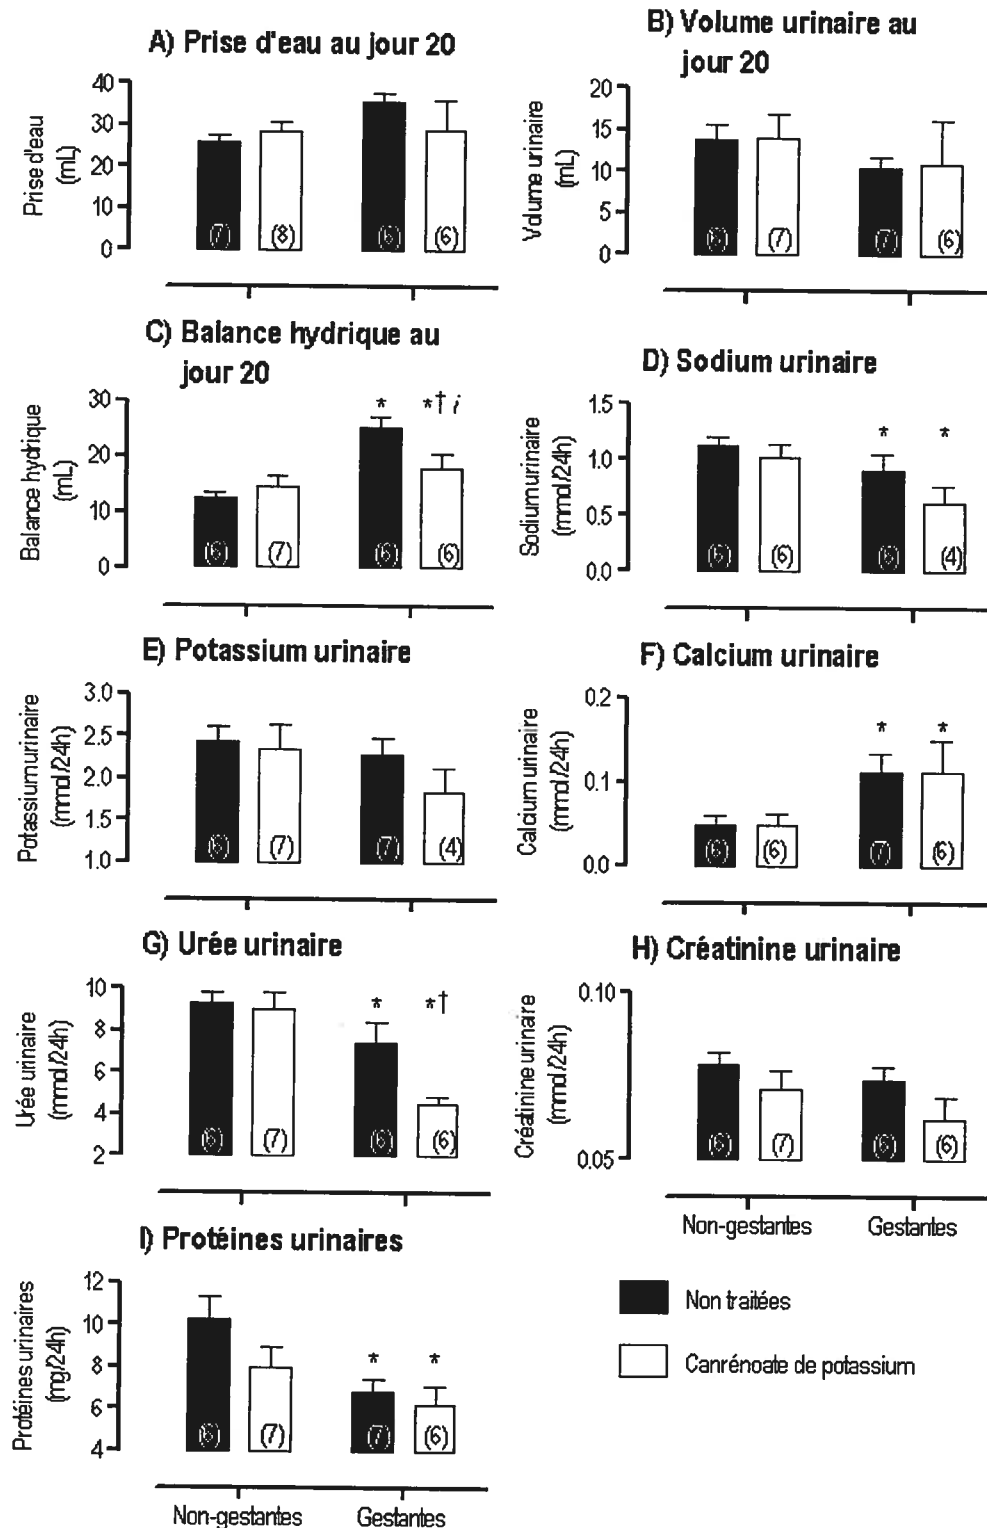 A) Prise d'eau au jour 20
40
30
20
10
0
Prise d'eau
(mL)
(7)
(8)
(6)
(6)
B) Volume urinaire au
jour 20
20
15
10
5
0
Volume urinaire
(mL)
(6)
(7)
(7)
(6)
C) Balance hydrique au
jour 20
30
20
10
0
Balance hydrique
(mL)
*
*† i
(6)
(7)
(6)
(6)
D) Sodium urinaire
1.5
1.0
0.5
0.0
Sodium urinaire
(mmol/24h)
*
*
(6)
(6)
(6)
(4)
E) Potassium urinaire
3.0
2.5
2.0
1.5
1.0
Potassium urinaire
(mmol/24h)
(6)
(7)
(7)
(4)
F) Calcium urinaire
0.2
0.1
0.0
Calcium urinaire
(mmol/24h)
*
*
(6)
(6)
(7)
(6)
G) Urée urinaire
10
8
6
4
2
Urée urinaire
(mmol/24h)
*
*†
(6)
(7)
(6)
(6)
H) Créatinine urinaire
0.10
0.05
Créatinine urinaire
(mmol/24h)
(6)
(7)
(6)
(6)
Non-gestantes
Gestantes
I) Protéines urinaires
12
10
8
6
4
Protéines urinaires
(mg/24h)
*
*
(6)
(7)
(7)
(6)
Non-gestantes
Gestantes
Non traitées
Canrénoate de potassium